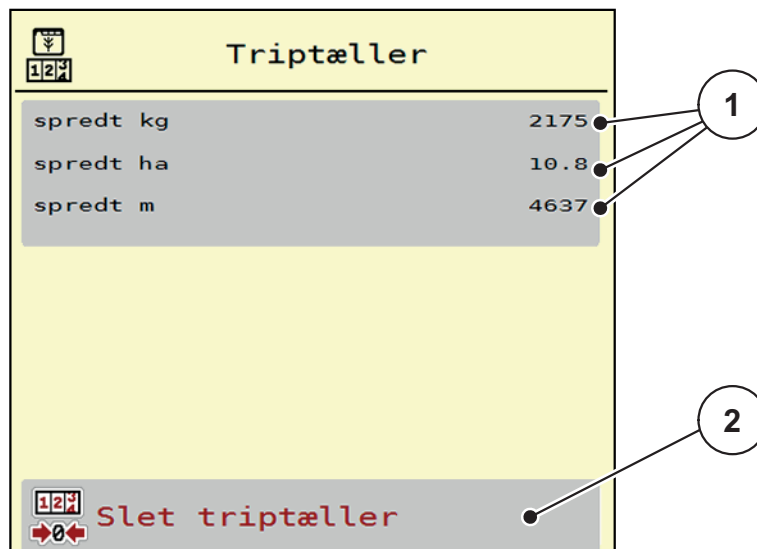 Triptæller
spredt kg 2175
spredt ha 10.8
spredt m 4637
1
2
Slet triptæller